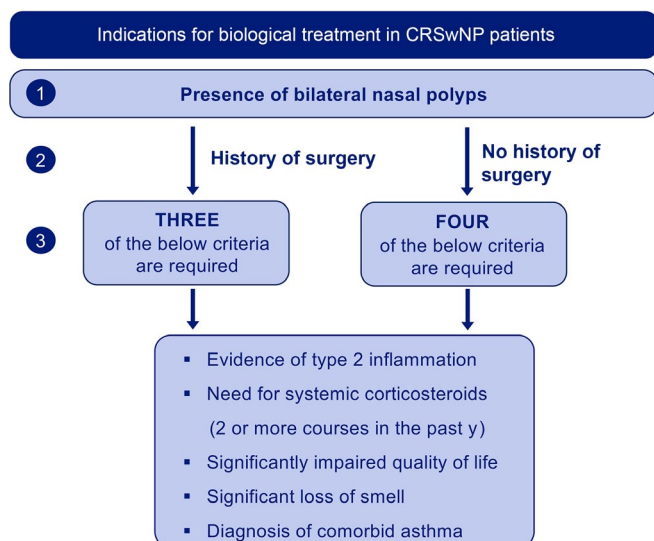 Indications for biological treatment in CRSwNP patients
1 Presence of bilateral nasal polyps
2 History of surgery
No history of
surgery
3 THREE
of the below criteria
are required
FOUR
of the below criteria
are required
▪ Evidence of type 2 inflammation
▪ Need for systemic corticosteroids
(2 or more courses in the past y)
▪ Significantly impaired quality of life
▪ Significant loss of smell
▪ Diagnosis of comorbid asthma